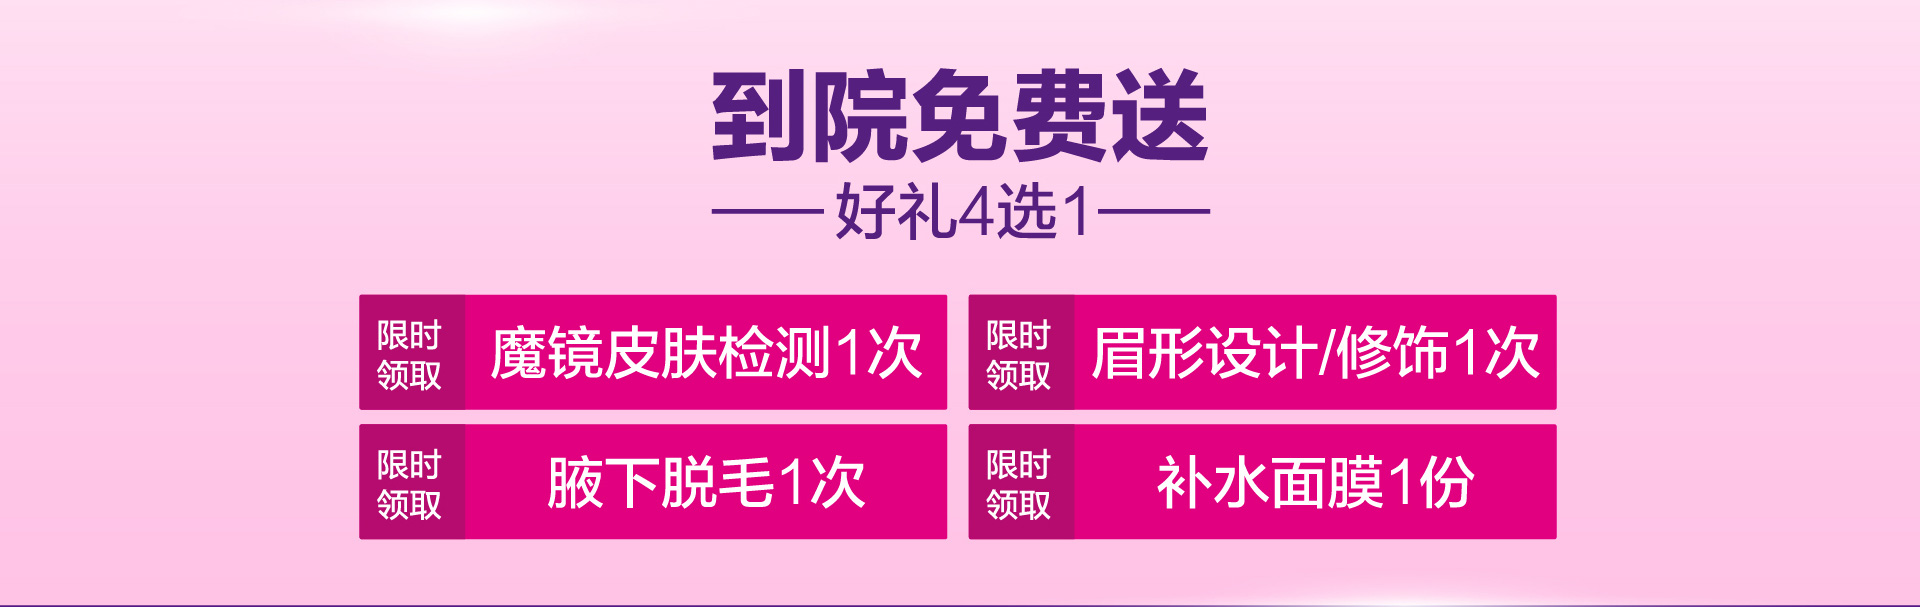 到院免费送
好礼4选1
限时
领取
魔镜皮肤检测1次
限时
领取
眉形设计/修饰1次
限时
领取
腋下脱毛1次
限时
领取
补水面膜1份